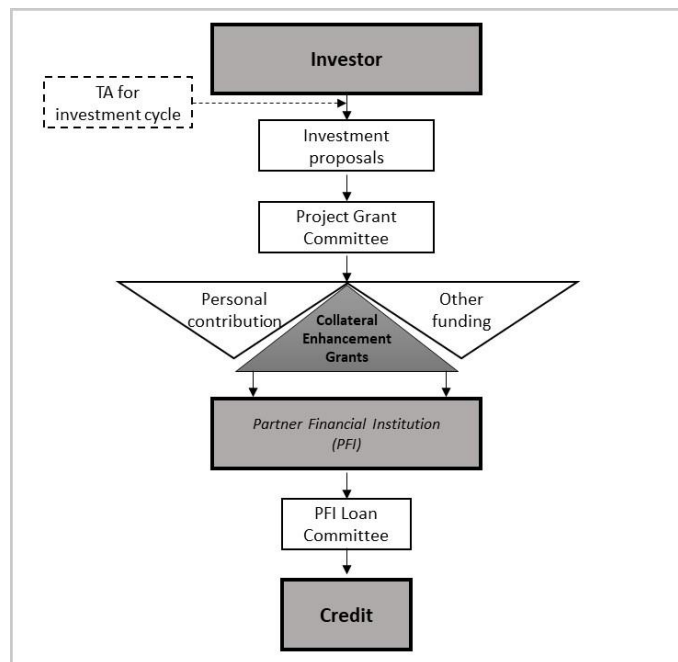 Investor
TA for
investment cycle
Investment
proposals
Project Grant
Committee
Personal
contribution
Other
funding
Collateral
Enhancement
Grants
Partner Financial Institution
(PFI)
PFI Loan
Committee
Credit